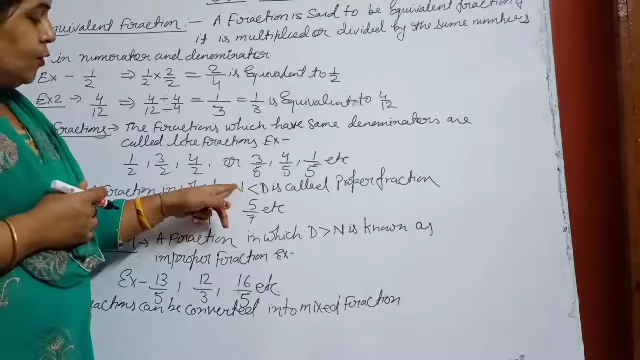 Equivalent Fraction. - A Fraction is Said to be Equivalent fraction if
it is multiplied or divided by the same numbers
in numerator and denominator
Ex - 1/2 ⇒ 1/2 × 2/2 = 2/4 is Equivalent to 1/2
Ex2 → 4/12 ⇒ 4÷4/12÷4 = 1/3 = 1/3 is Equivalent to 4/12
Fractions → The Fractions which have same denominators are
called like fractions Ex-
1/2, 3/2, 4/2, or 3/5, 4/5, 1/5 etc
Fraction in which N < D is called Proper fraction
5/7 etc
A Fraction in which D > N is known as
improper Fraction Ex-
Ex - 13/5, 12/3, 16/5 etc
fractions can be converted into mixed Fraction